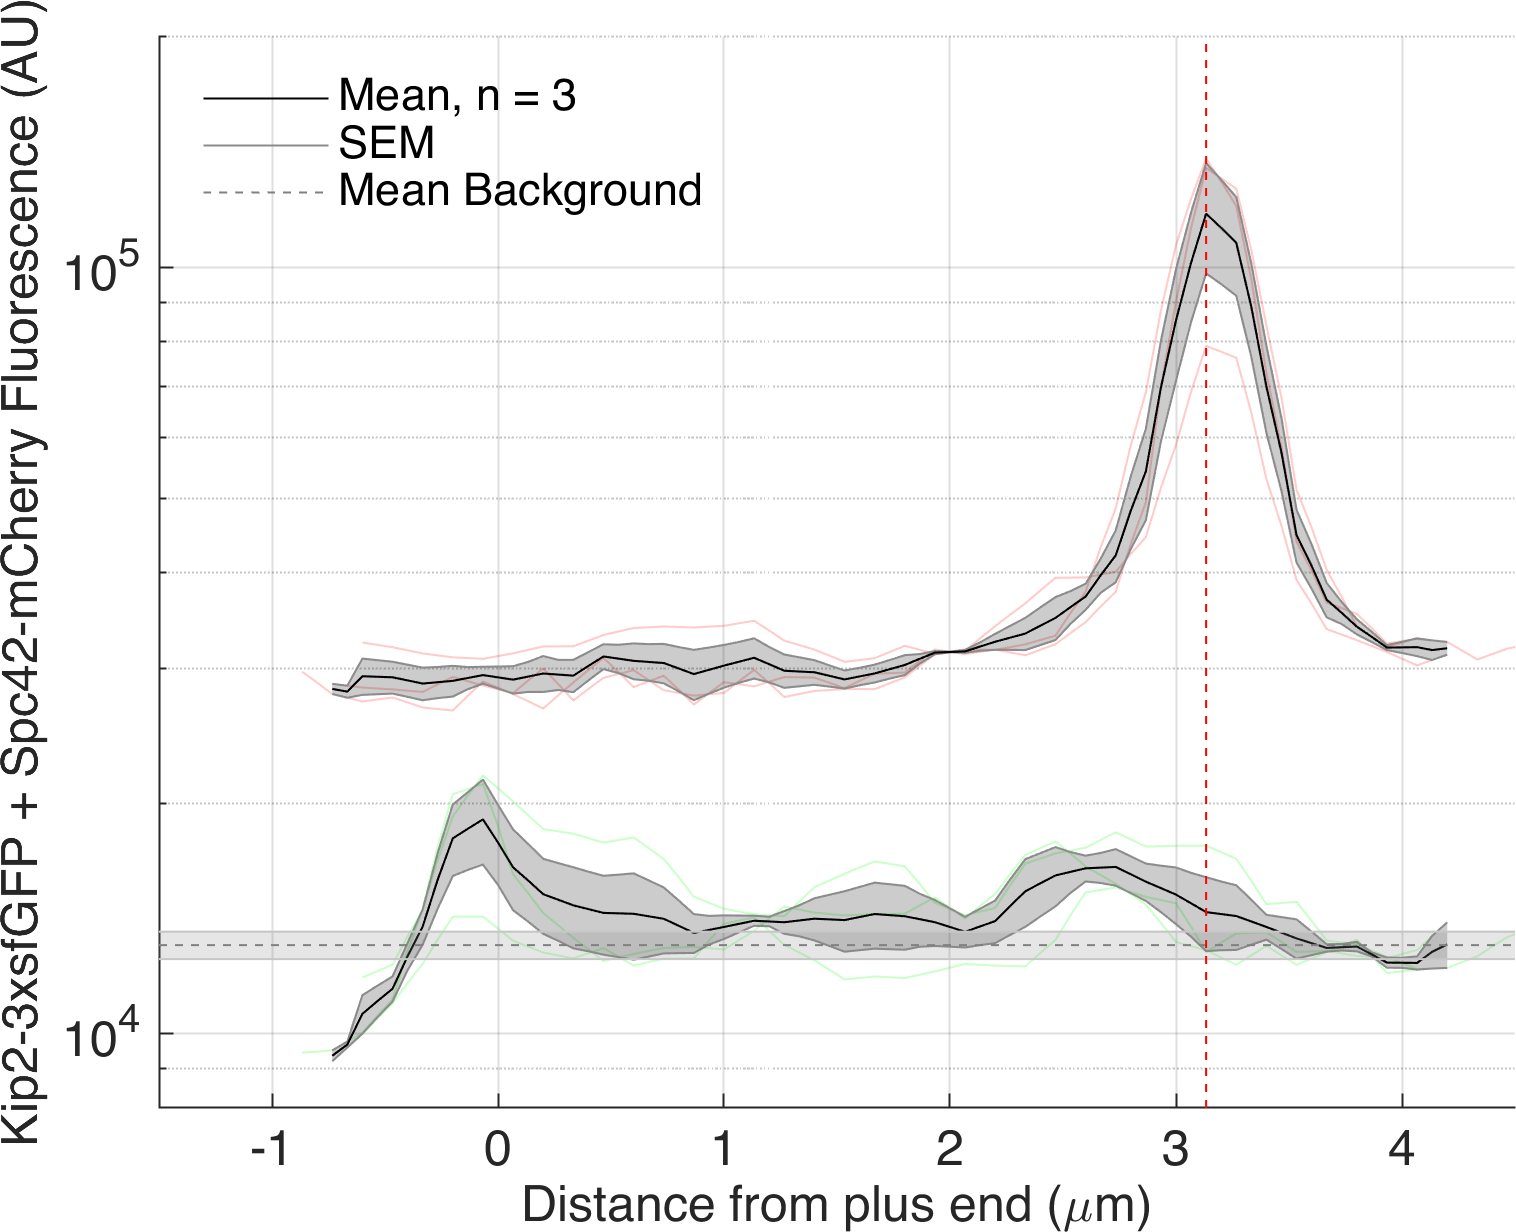 Kip2-3xsfGFP + Spc42-mCherry Fluorescence (AU)
Mean, n = 3
SEM
Mean Background
10^5
10^4
-1 0 1 2 3 4
Distance from plus end (μm)